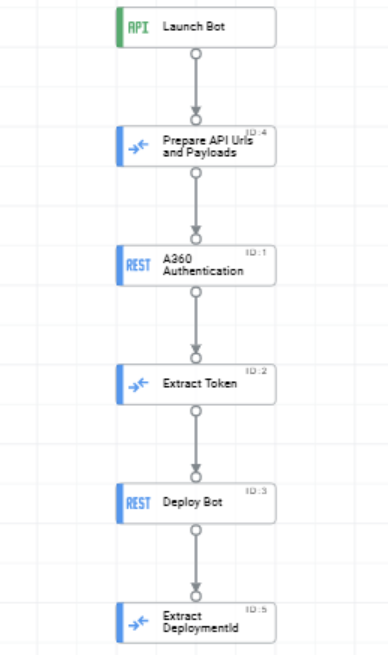 API Launch Bot
ID:4
Prepare API Urls
and Payloads
ID:1
REST A360
Authentication
ID:2
Extract Token
ID:3
REST Deploy Bot
ID:5
Extract
DeploymentId